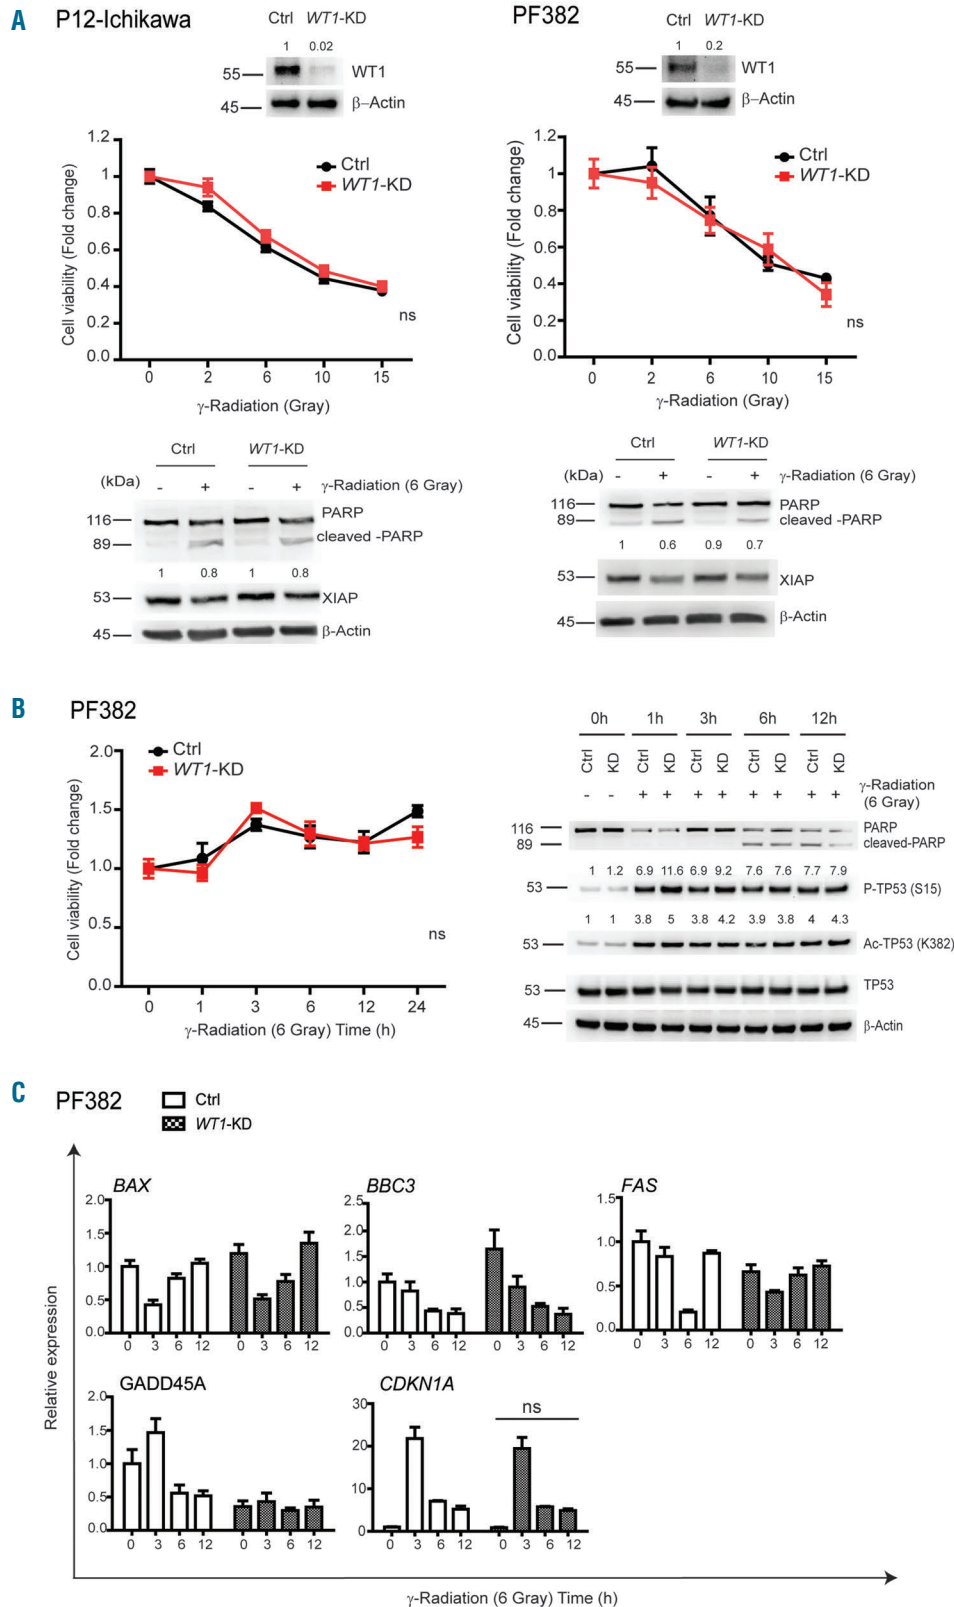 A
P12-Ichikawa
Ctrl WT1-KD
1 0.02
55 WT1
45 β-Actin
1.2
1.0
0.8
0.6
0.4
0.2
0.0
Cell viability (Fold change)
Ctrl
WT1-KD
ns
0 2 6 10 15
γ-Radiation (Gray)
Ctrl WT1-KD
(kDa) - + - + γ-Radiation (6 Gray)
116 PARP
89 cleaved -PARP
1 0.8 1 0.8
53 XIAP
45 β-Actin
PF382
Ctrl WT1-KD
1 0.2
55 WT1
45 β-Actin
1.2
1.0
0.8
0.6
0.4
0.2
0.0
Cell viability (Fold change)
Ctrl
WT1-KD
ns
0 2 6 10 15
γ-Radiation (Gray)
Ctrl WT1-KD
(kDa) - + - + γ-Radiation (6 Gray)
116 PARP
89 cleaved -PARP
1 0.6 0.9 0.7
53 XIAP
45 β-Actin
B
PF382
2.0
1.5
1.0
0.5
0.0
Cell viability (Fold change)
Ctrl
WT1-KD
ns
0 1 3 6 12 24
γ-Radiation (6 Gray) Time (h)
0h 1h 3h 6h 12h
Ctrl KD Ctrl KD Ctrl KD Ctrl KD Ctrl KD
- - + + + + + + + + γ-Radiation
(6 Gray)
116 PARP
89 cleaved-PARP
1 1.2 6.9 11.6 6.9 9.2 7.6 7.6 7.7 7.9
53 P-TP53 (S15)
1 1 3.8 5 3.8 4.2 3.9 3.8 4 4.3
53 Ac-TP53 (K382)
53 TP53
45 β-Actin
C
PF382
Ctrl
WT1-KD
Relative expression
BAX
2.0
1.5
1.0
0.5
0.0
0 3 6 12 0 3 6 12
BBC3
2.5
2.0
1.5
1.0
0.5
0.0
0 3 6 12 0 3 6 12
FAS
1.5
1.0
0.5
0.0
0 3 6 12 0 3 6 12
GADD45A
2.0
1.5
1.0
0.5
0.0
0 3 6 12 0 3 6 12
CDKN1A
30
20
10
0
ns
0 3 6 12 0 3 6 12
γ-Radiation (6 Gray) Time (h)